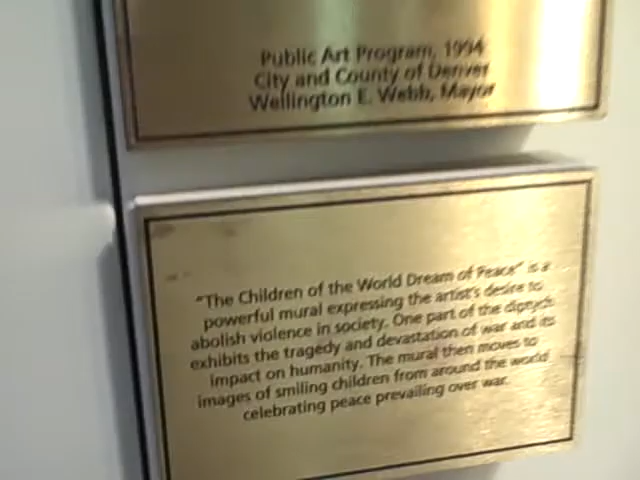 Public Art Program, 1994
City and County of Denver
Wellington E. Webb, Mayor
"The Children of the World Dream of Peace" is a
powerful mural expressing the artist's desire to
abolish violence in society. One part of the diptych
exhibits the tragedy and devastation of war and its
impact on humanity. The mural then moves to
images of smiling children from around the world
celebrating peace prevailing over war.